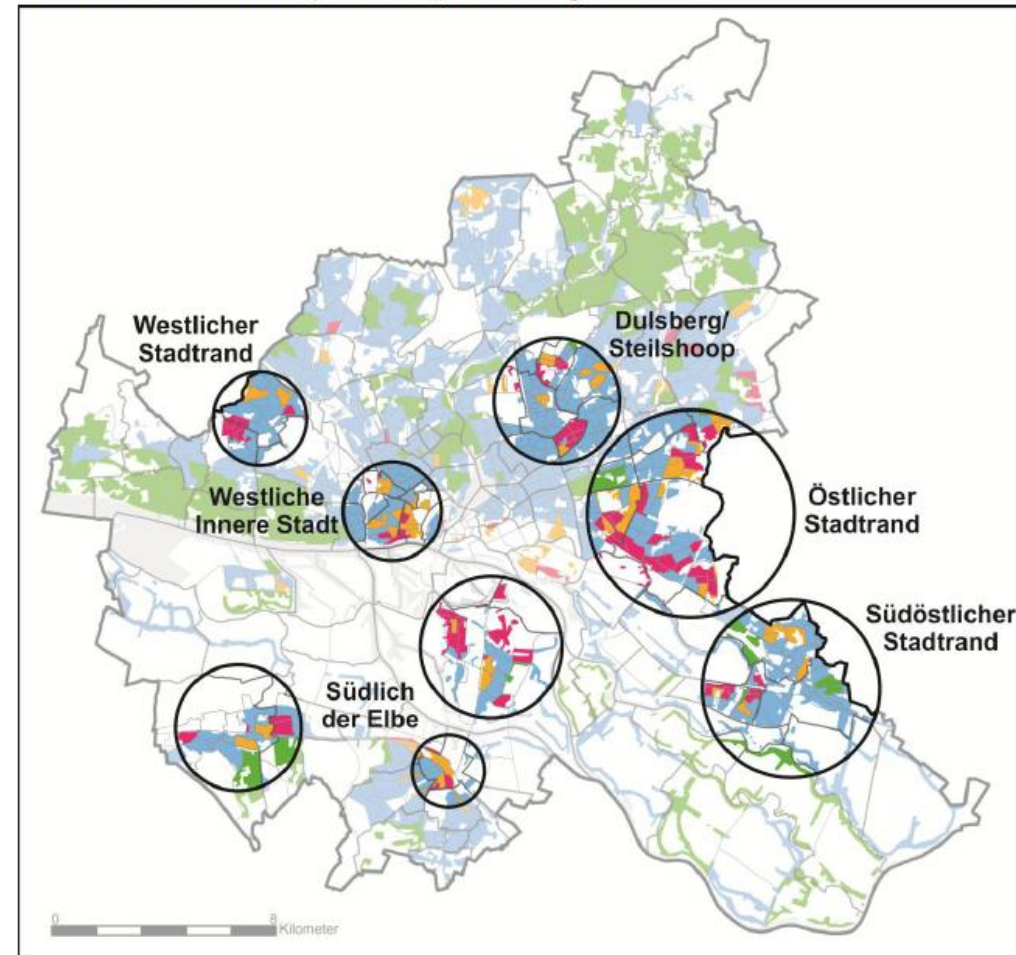 Westlicher
Stadtrand
Dulsberg/
Steilshoop
Westliche
Innere Stadt
Östlicher
Stadtrand
Südöstlicher
Stadtrand
Südlich
der Elbe
0
8
Kilometer